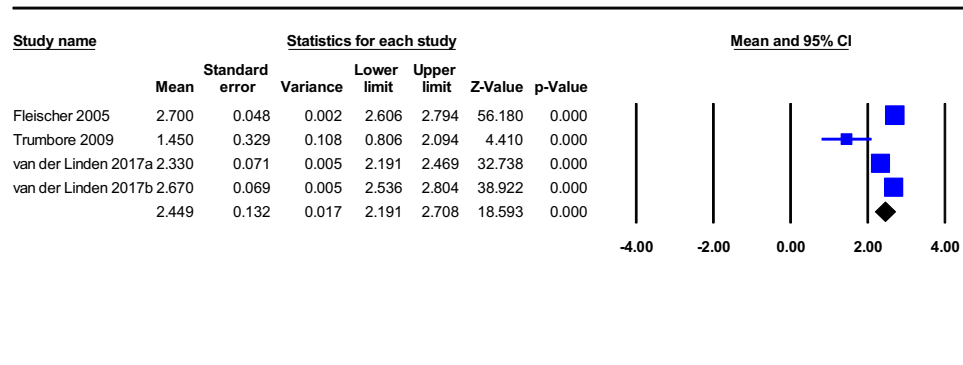 Study name Statistics for each study Mean and 95% CI
Standard Lower Upper
Mean error Variance limit limit Z-Value p-Value
Fleischer 2005 2.700 0.048 0.002 2.606 2.794 56.180 0.000
Trumbore 2009 1.450 0.329 0.108 0.806 2.094 4.410 0.000
van der Linden 2017a 2.330 0.071 0.005 2.191 2.469 32.738 0.000
van der Linden 2017b 2.670 0.069 0.005 2.536 2.804 38.922 0.000
2.449 0.132 0.017 2.191 2.708 18.593 0.000
-4.00 -2.00 0.00 2.00 4.00